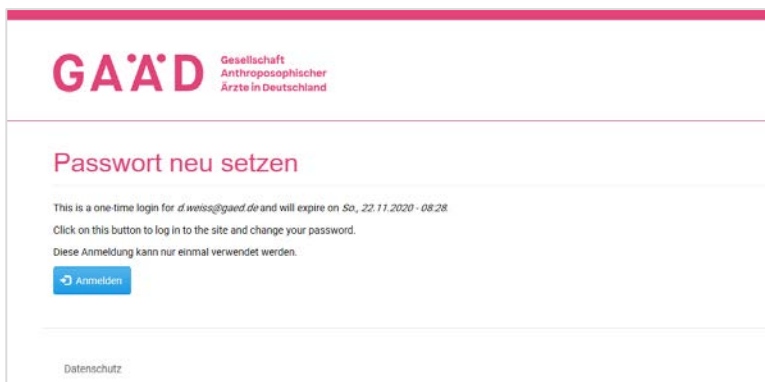 GAÄD
Gesellschaft
Anthroposophischer
Ärzte in Deutschland
Passwort neu setzen
This is a one-time login for d.weiss@gaed.de and will expire on So., 22.11.2020 - 08:28.
Click on this button to log in to the site and change your password.
Diese Anmeldung kann nur einmal verwendet werden.
Anmelden
Datenschutz